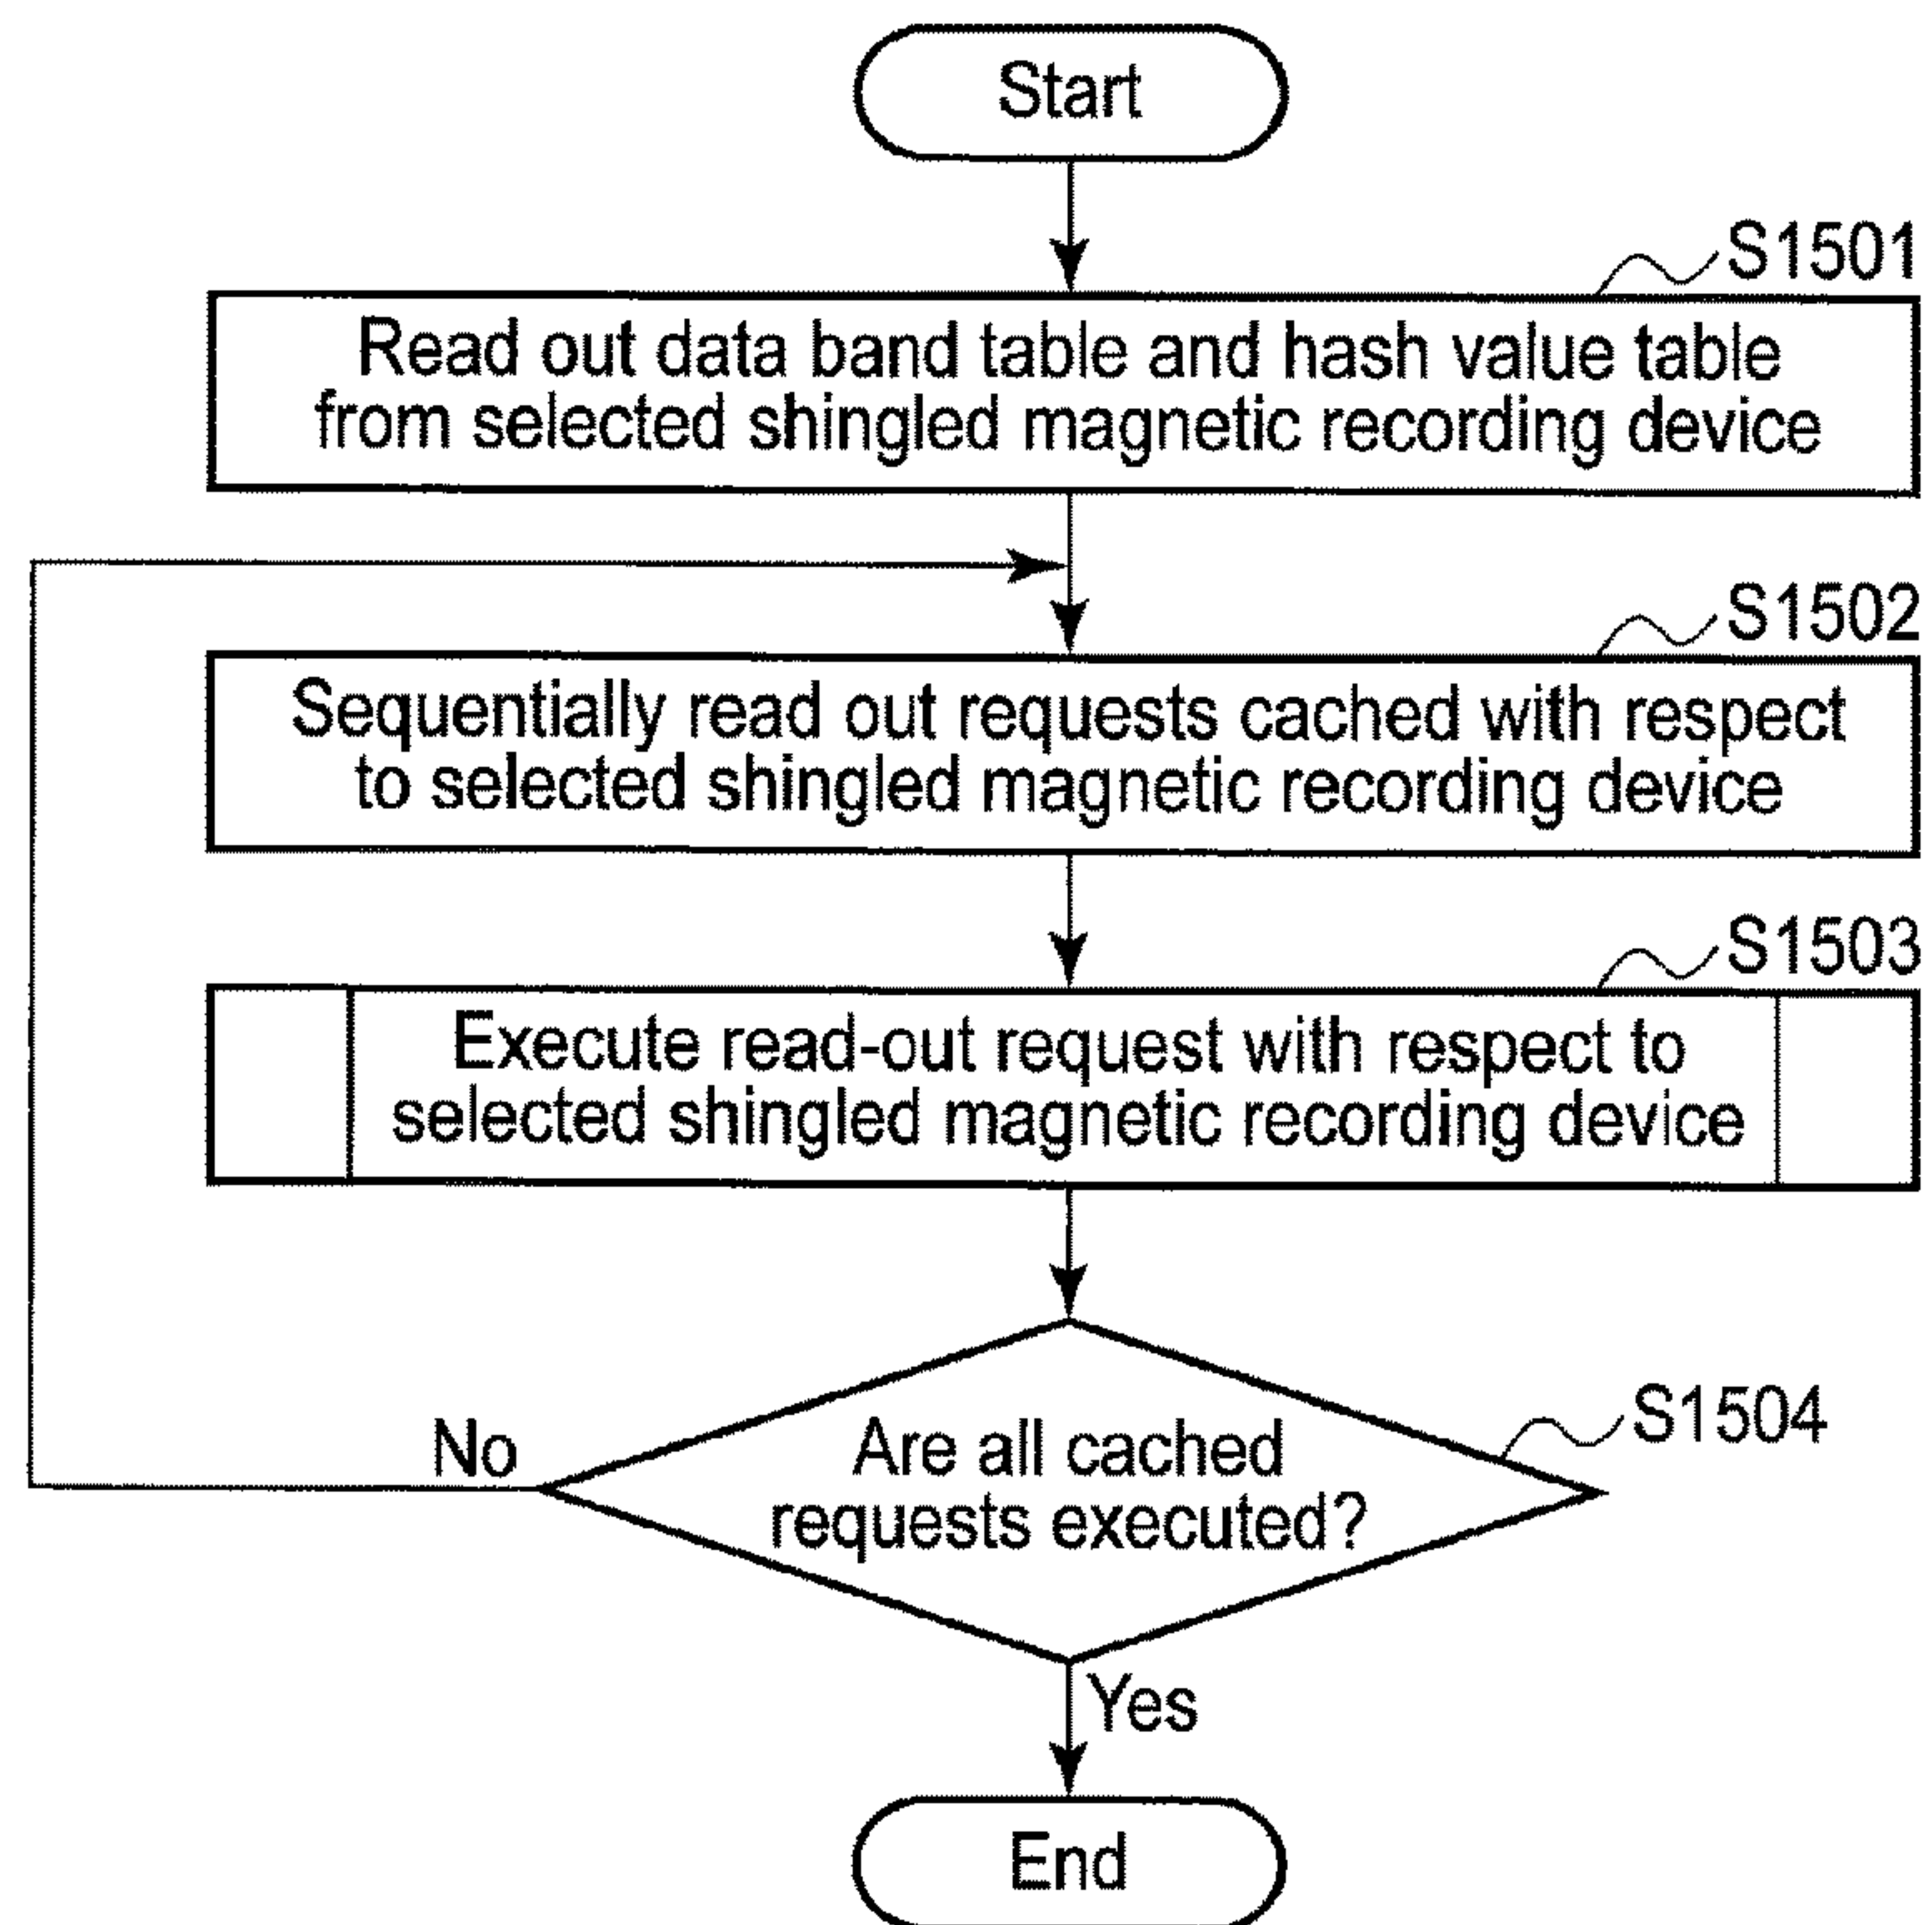 Start
S1501
Read out data band table and hash value table
from selected shingled magnetic recording device
S1502
Sequentially read out requests cached with respect
to selected shingled magnetic recording device
S1503
Execute read-out request with respect to
selected shingled magnetic recording device
S1504
No
Are all cached
requests executed?
Yes
End